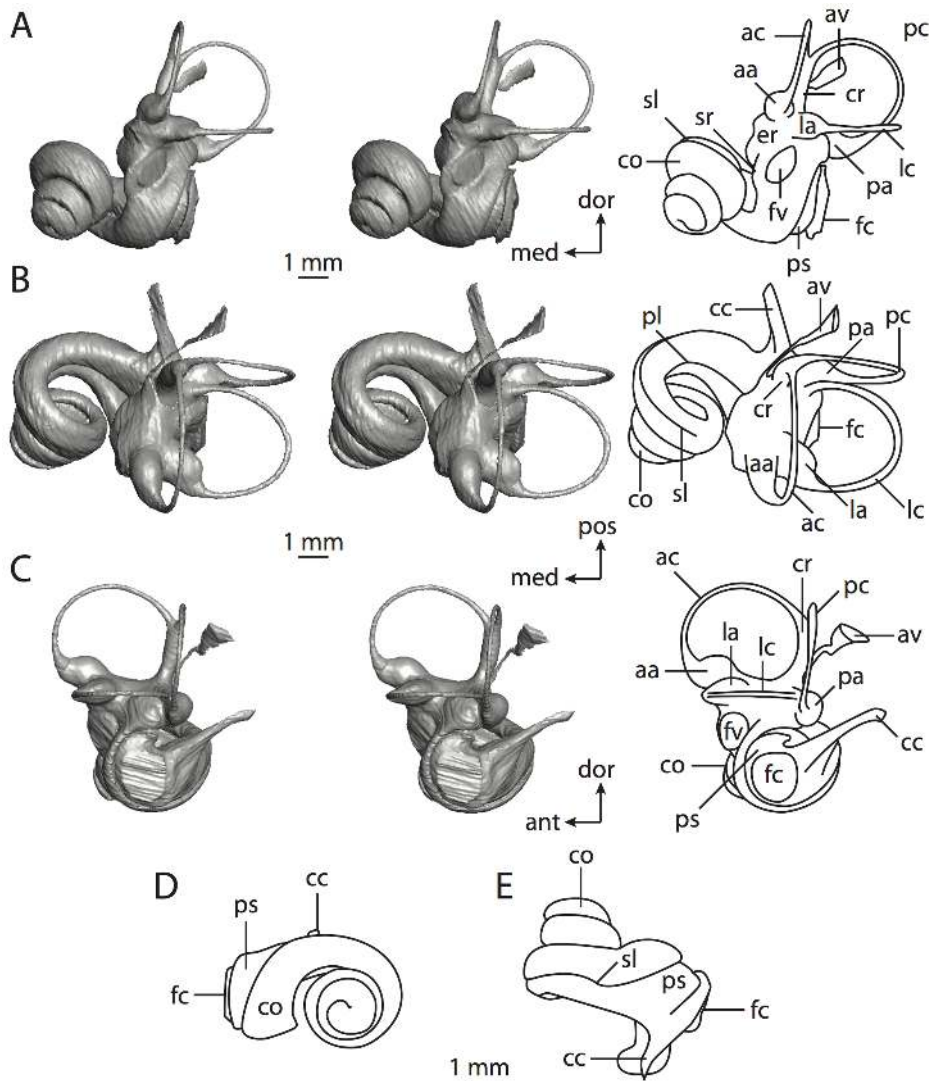 A
ac
av
pc
aa
cr
sl
sr
er
la
co
lc
pa
dor
fv
fc
med
ps
1 mm
B
cc
av
pl
pa
pc
cr
fc
aa
co
sl
la
lc
ac
1 mm
pos
med
C
ac
cr
pc
la
lc
av
aa
pa
fv
cc
dor
co
fc
ant
ps
D
cc
ps
fc
co
E
co
sl
ps
fc
cc
1 mm